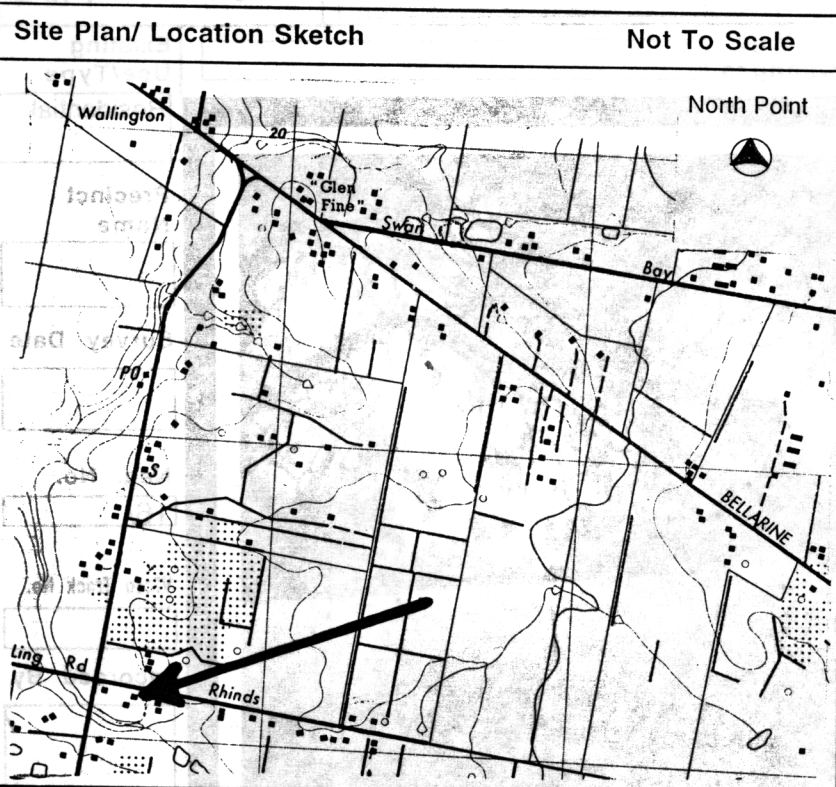 Site Plan/ Location Sketch
Not To Scale
North Point
Wallington
20
"Glen
Fine"
Swan
Bay
PO
S
BELLARINE
Ling Rd
Rhinds